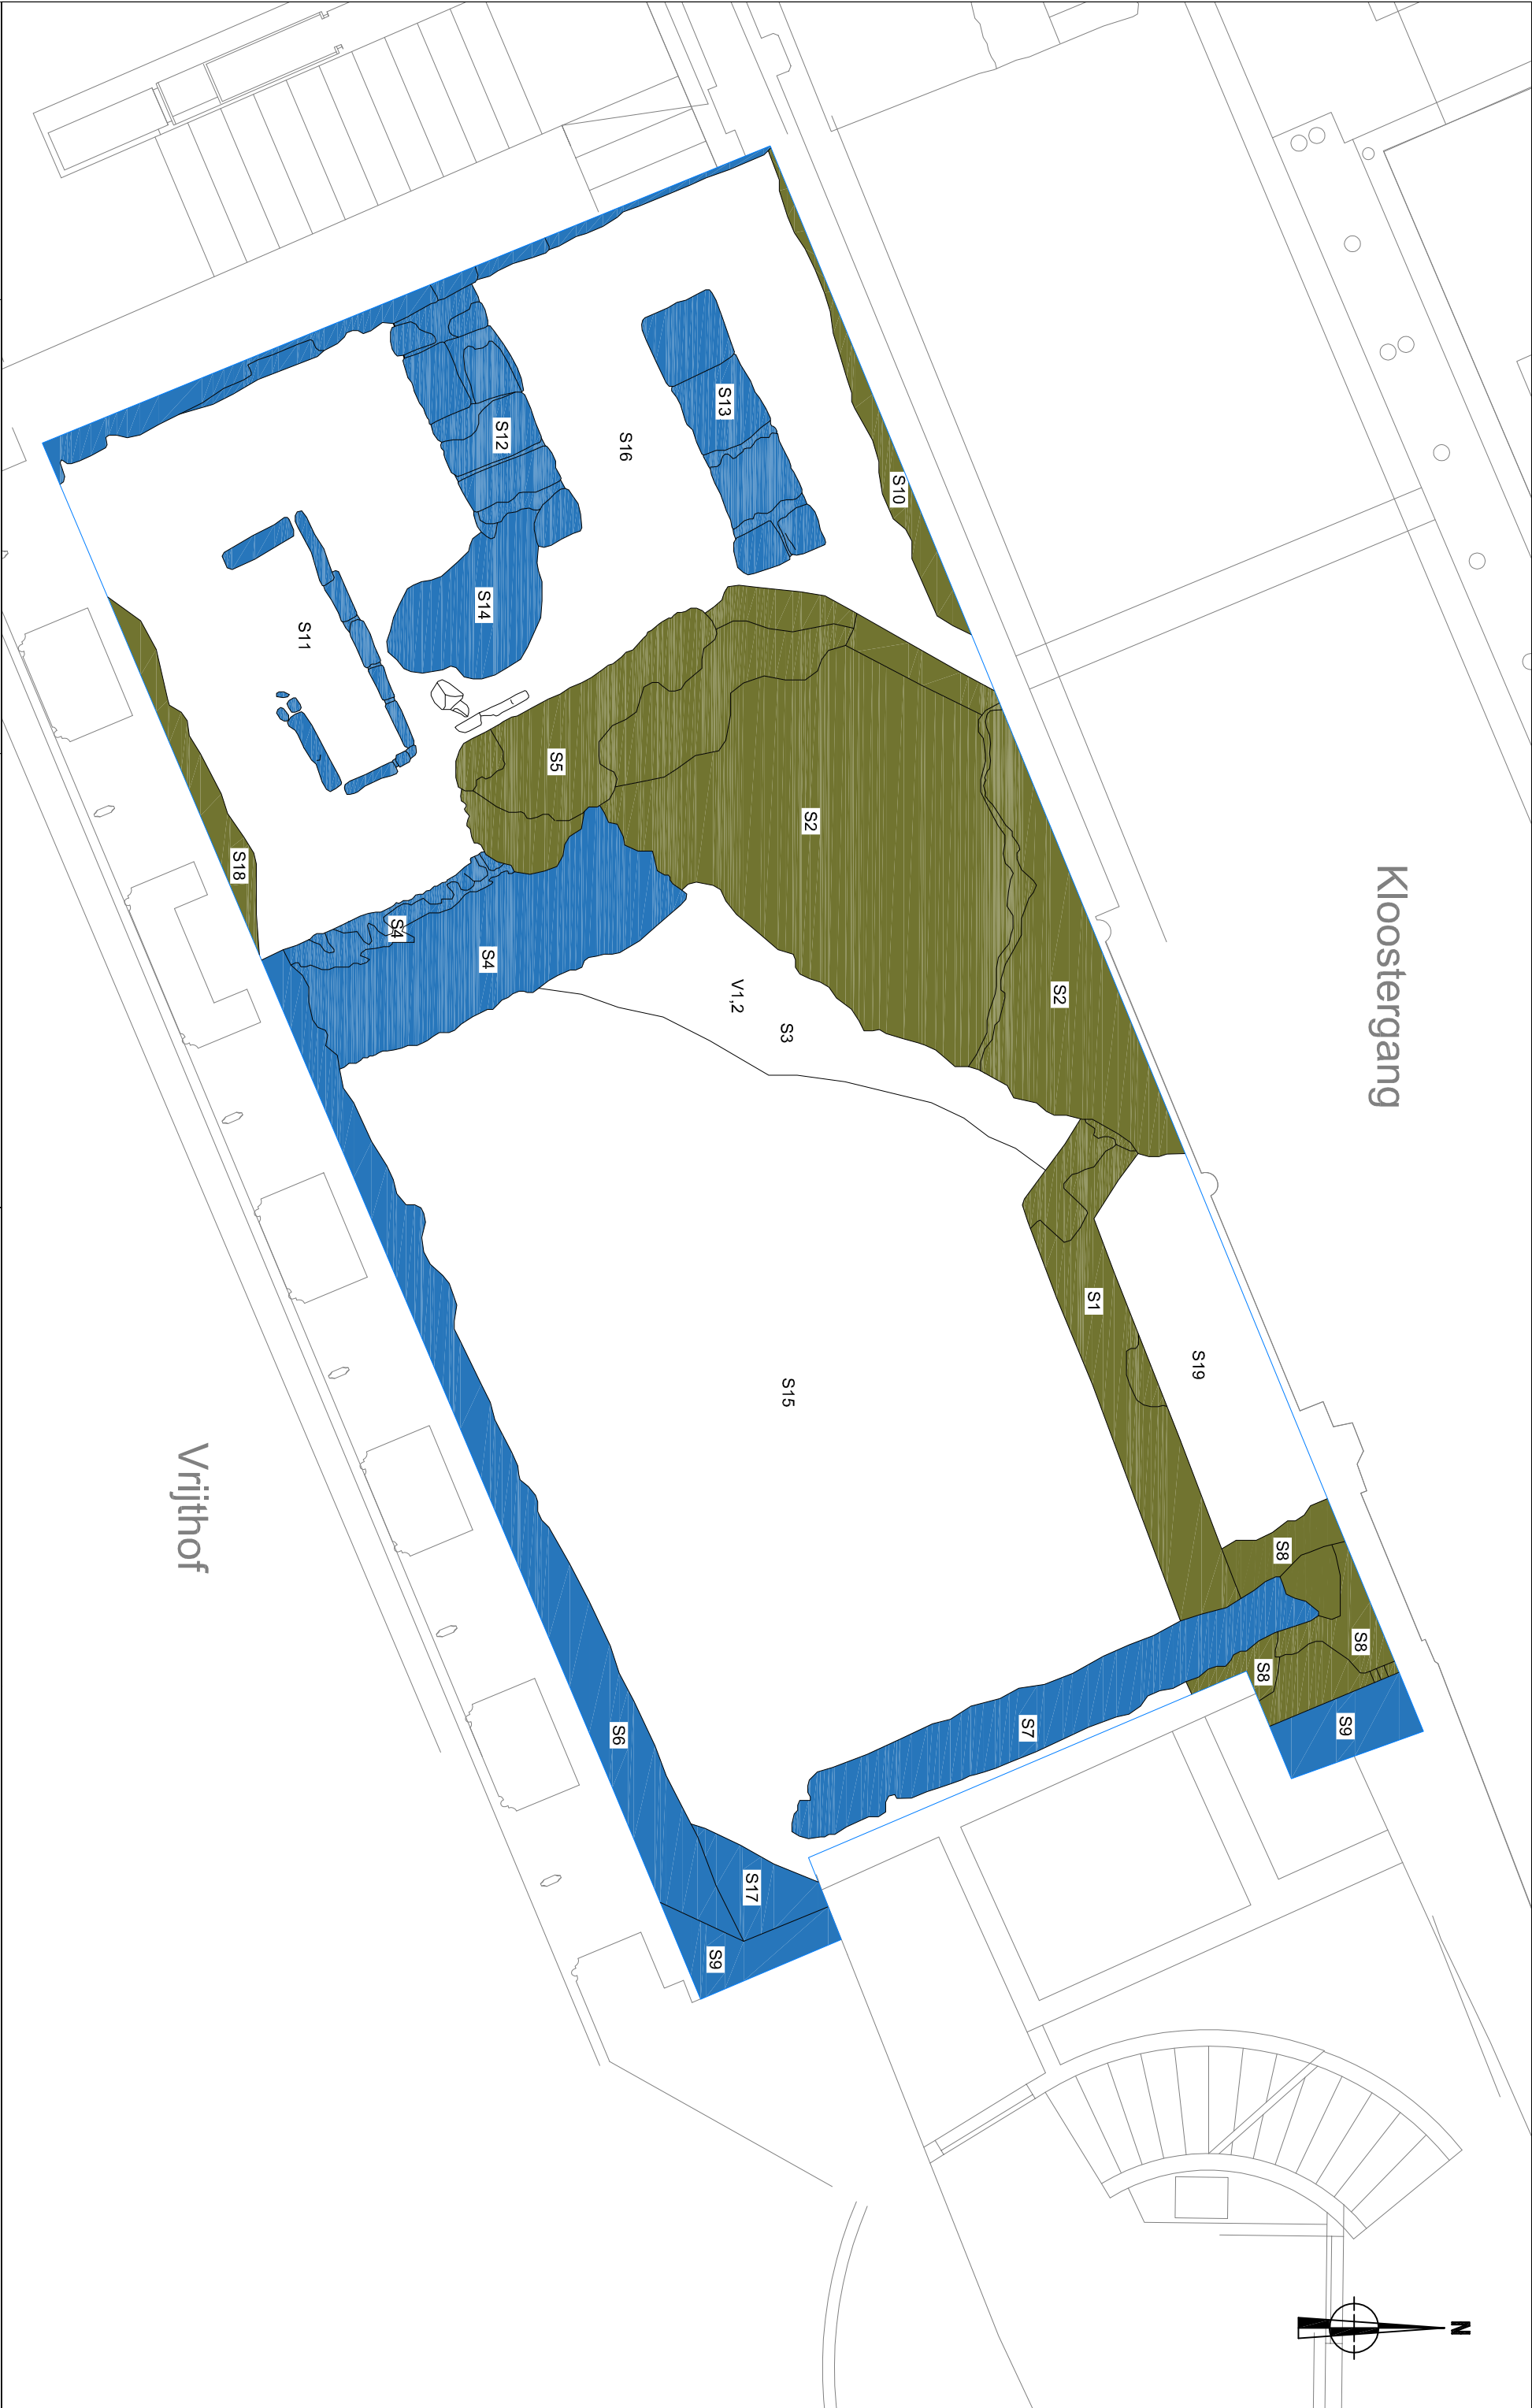 N
Kloostergang
S10
S13
S16
S12
S14
S11
S18
S5
S2
S2
S4
S4
V1,2
S3
S1
S19
S15
S8
S8
S8
S9
S7
S6
S17
S9
Vrijthof